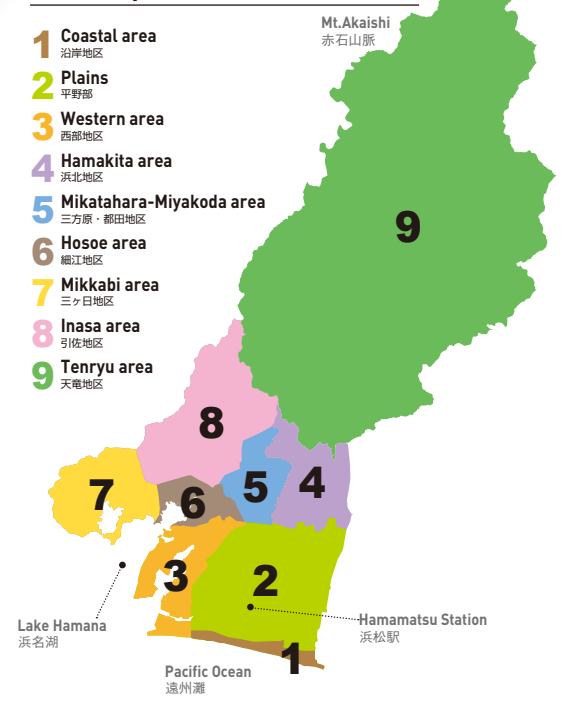 Mt.Akaishi
赤石山脈
1 Coastal area
沿岸地区
2 Plains
平野部
3 Western area
西部地区
4 Hamakita area
浜北地区
5 Mikatahara-Miyakoda area
三方原・都田地区
6 Hosoe area
細江地区
7 Mikkabi area
三ヶ日地区
8 Inasa area
引佐地区
9 Tenryu area
天竜地区
9
8
7
6
5
4
3
2
1
Lake Hamana
浜名湖
Hamamatsu Station
浜松駅
Pacific Ocean
遠州灘